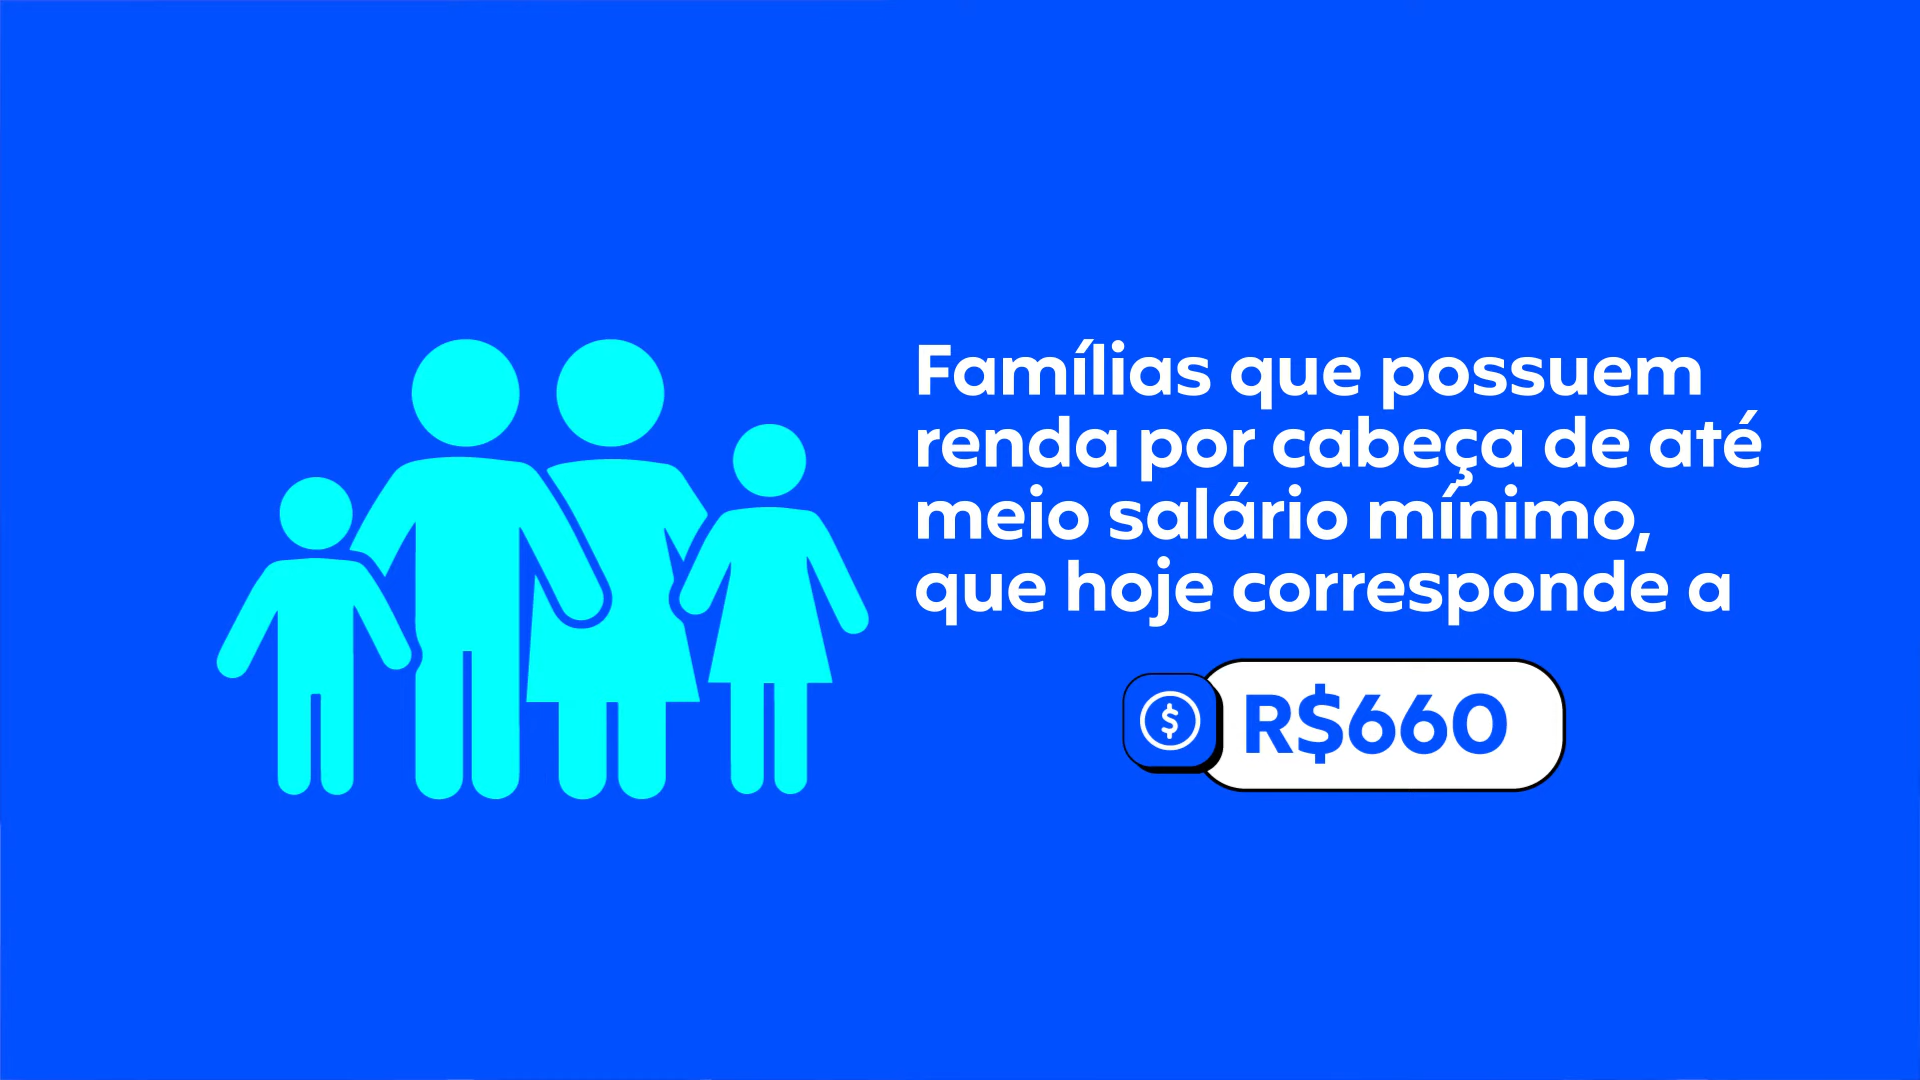 Famílias que possuem
renda por cabeça de até
meio salário mínimo,
que hoje corresponde a
$ R$660